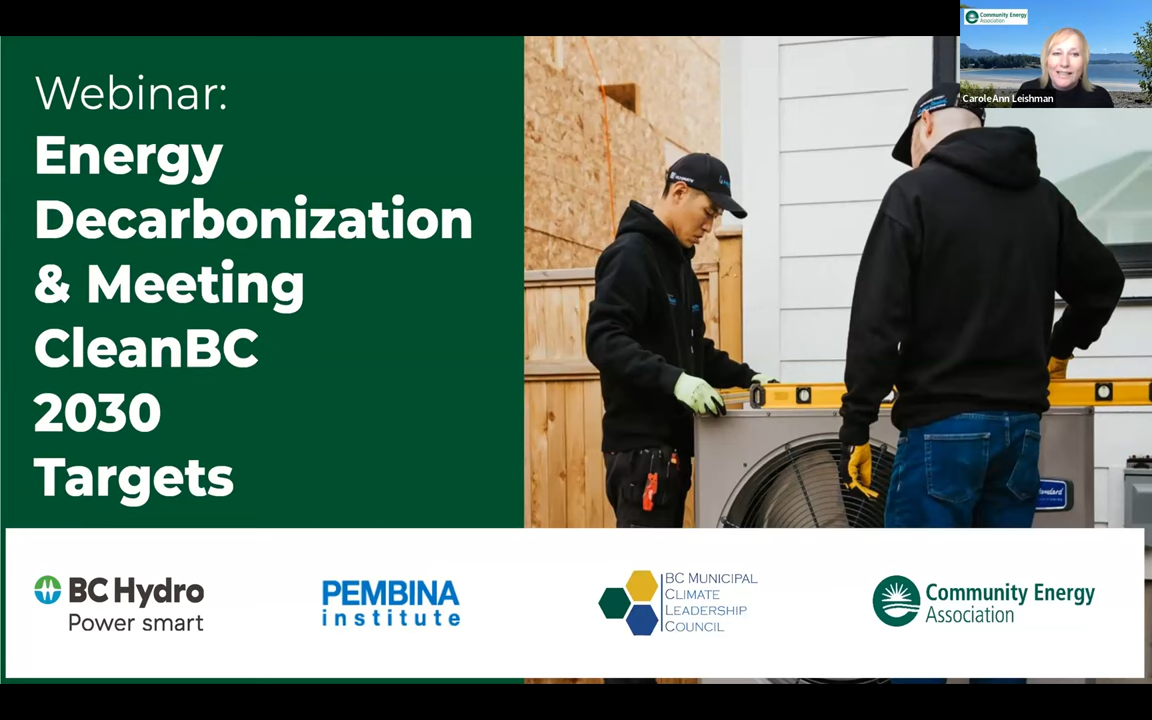 Community Energy
Association
CaroleAnn Leishman
Webinar:
Energy
Decarbonization
& Meeting
CleanBC
2030
Targets
BC Hydro
Power smart
PEMBINA
institute
BC MUNICIPAL
CLIMATE
LEADERSHIP
COUNCIL
Community Energy
Association